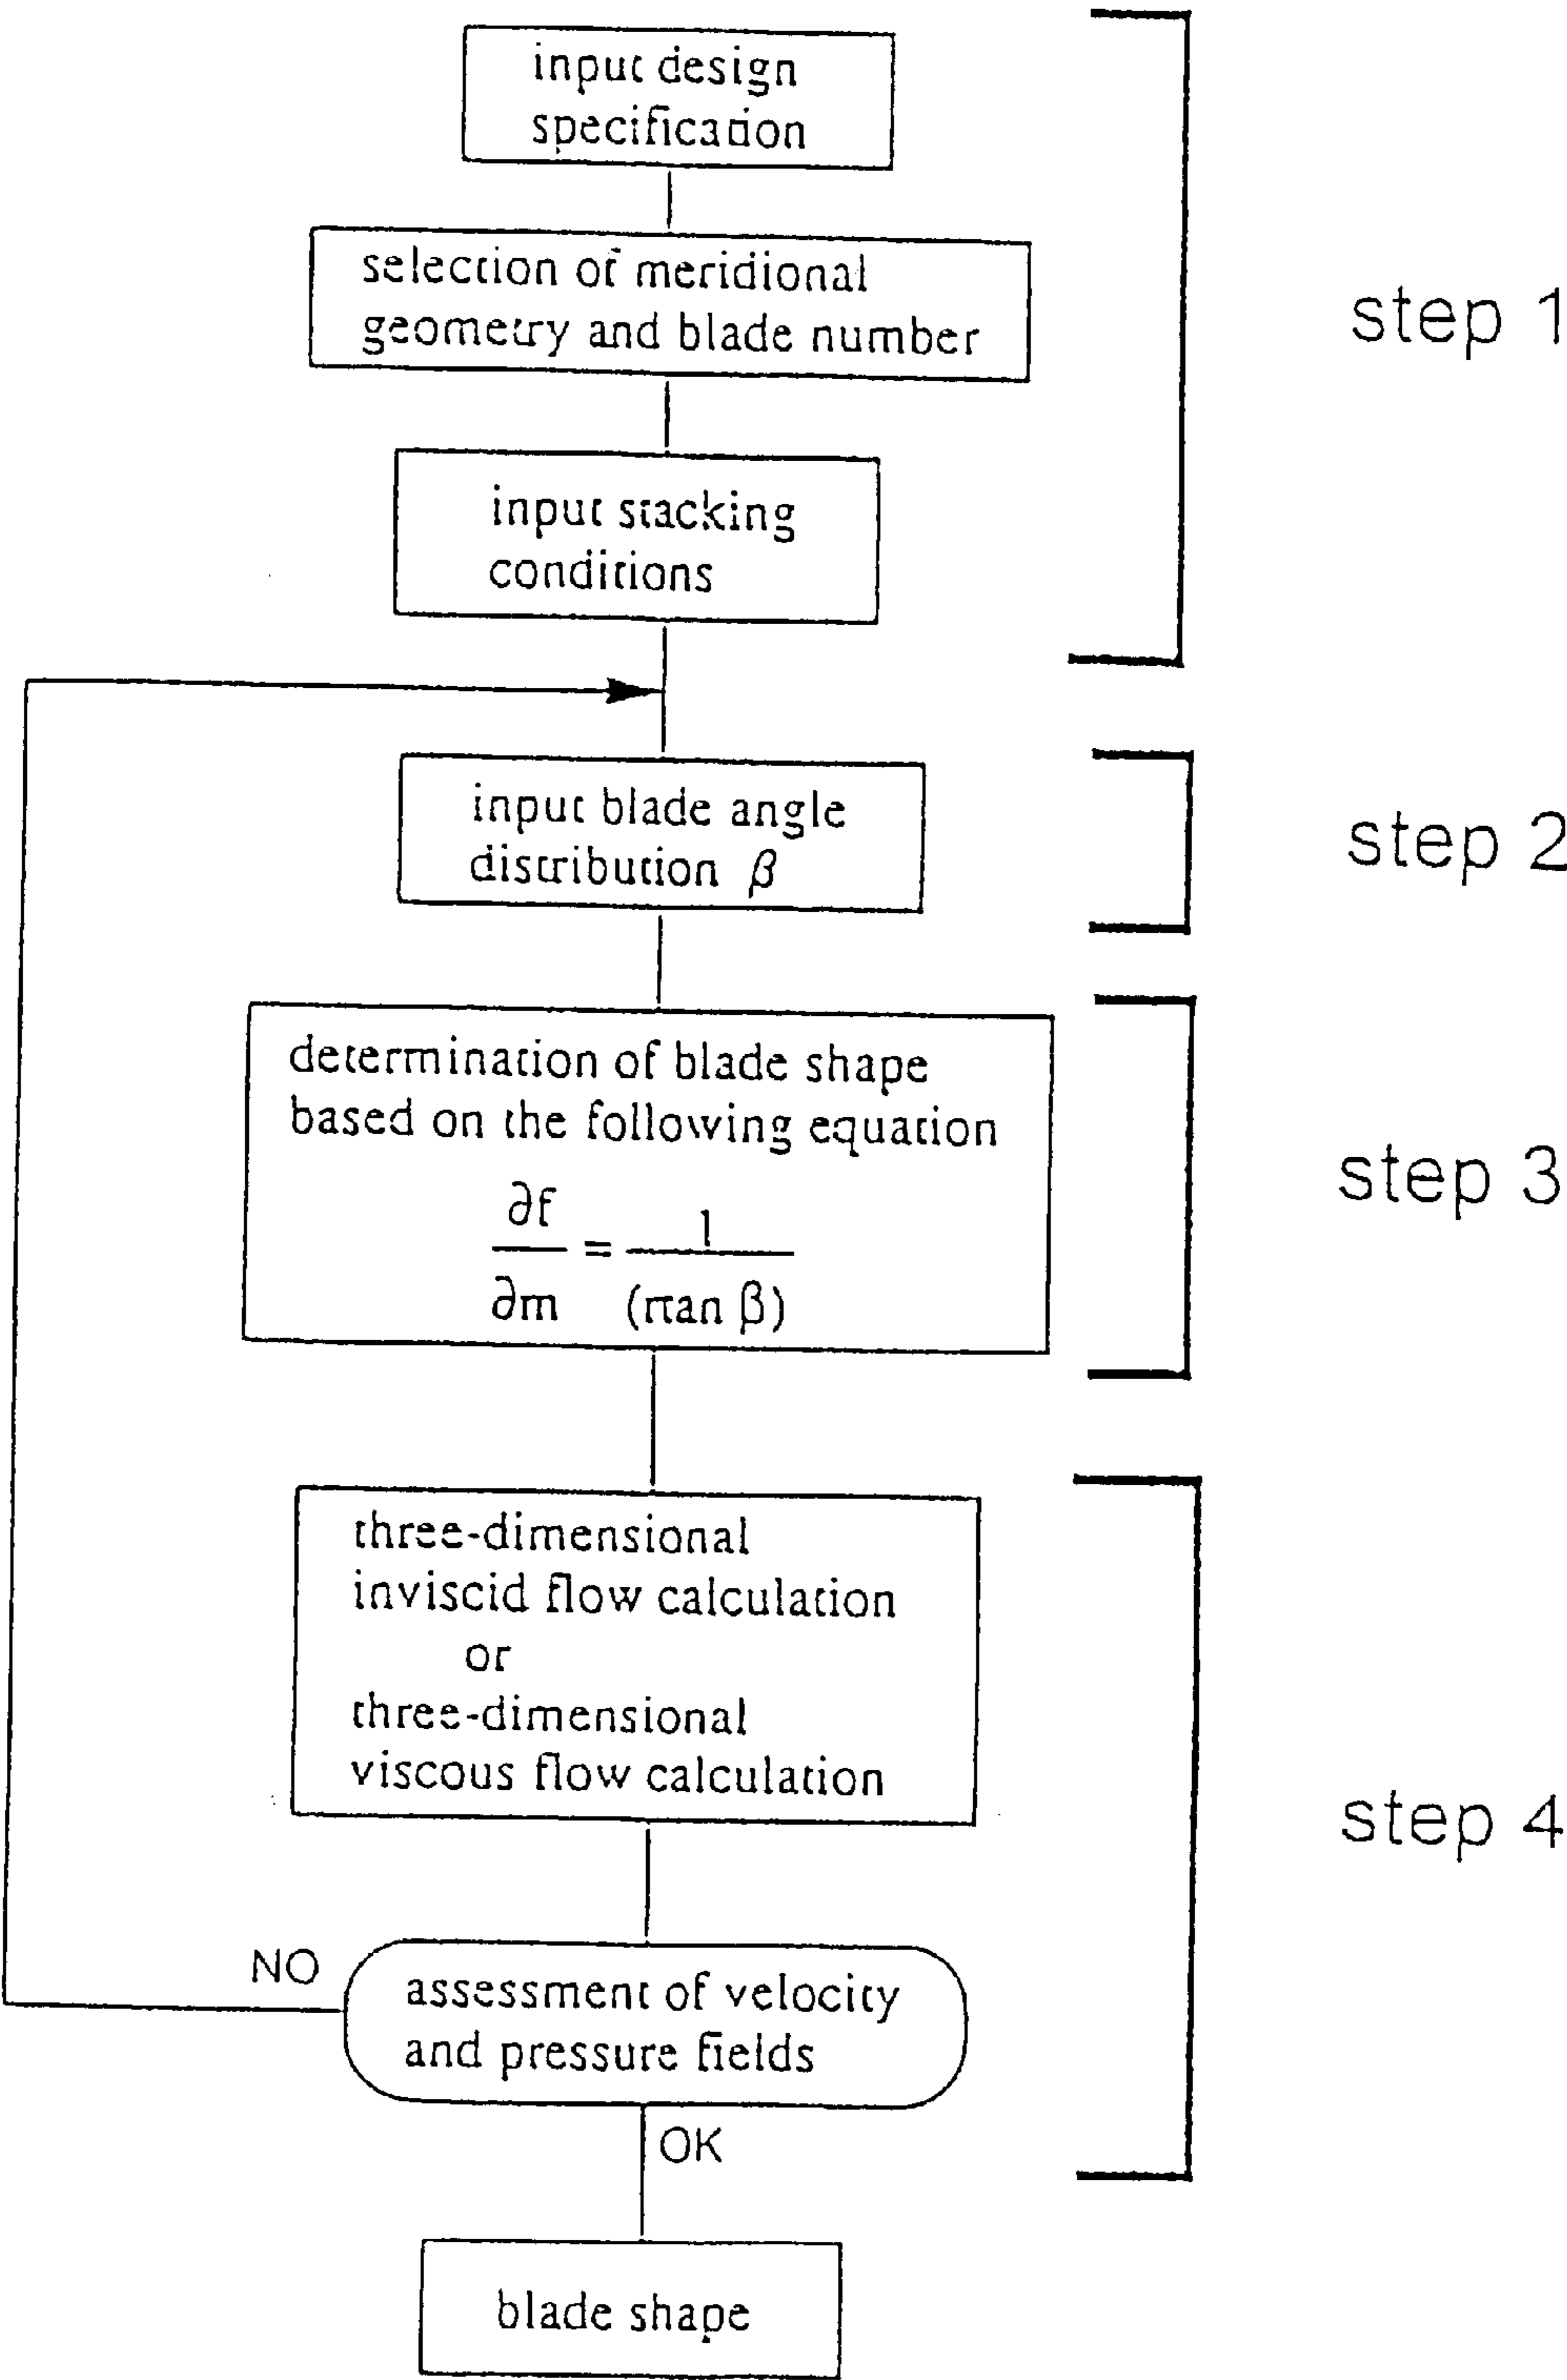 input design
specification
selection of meridional
geometry and blade number
input stacking
conditions
step 1
input blade angle
distribution β
step 2
determination of blade shape
based on the following equation
∂f/∂m = 1/(rtan β)
step 3
three-dimensional
inviscid flow calculation
or
three-dimensional
viscous flow calculation
step 4
NO
assessment of velocity
and pressure fields
OK
blade shape